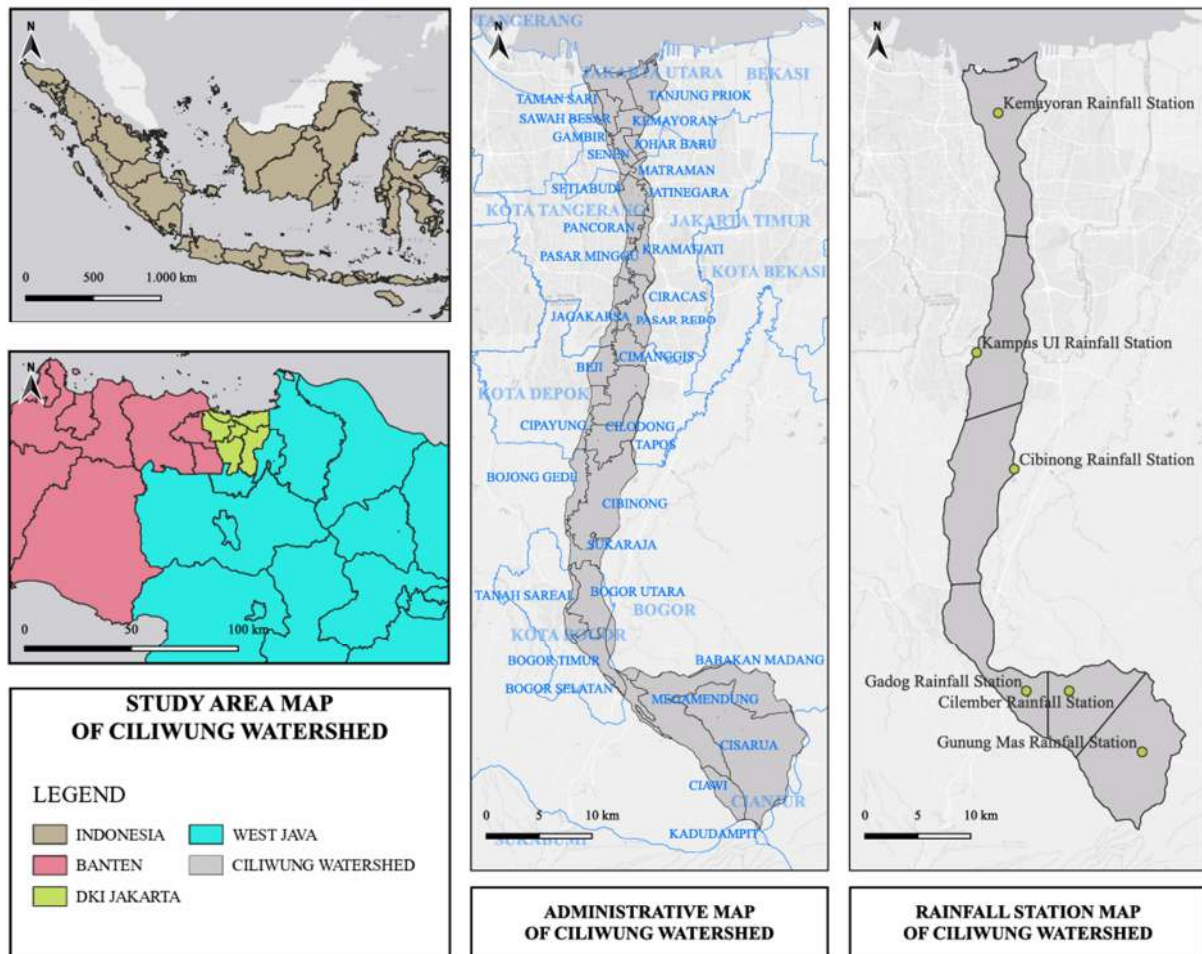 N
0 500 1.000 km
N
0 50 100 km
STUDY AREA MAP
OF CILIWUNG WATERSHED
LEGEND
INDONESIA
BANTEN
DKI JAKARTA
WEST JAVA
CILIWUNG WATERSHED
N
TANGERANG
JAKARTA UTARA
BEKASI
TAMAN SARI
TANJUNG PRIOK
SAWAH BESAR
KEMAYORAN
GAMBIR
JOHAR BARU
SENEN
MATRAMAN
SETIABUDI
JATINEGARA
KOTA TANGERANG
JAKARTA TIMUR
PANCORAN
KRAMATJATI
PASAR MINGGU
KOTA BEKASI
CIRACAS
JAGAKARSA
PASAR REBO
CIMANGGIS
BEJI
KOTA DEPOK
CIPAYUNG
CILODONG
TAPOS
BOJONG GEDE
CIBINONG
SUKARAJA
TANAH SAREAL
BOGOR UTARA
BOGOR
KOTA BOGOR
BOGOR TIMUR
BABAKAN MADANG
BOGOR SELATAN
MEGAMENDUNG
CISARUA
CIAWI
CIANJUR
0 5 10 km
KADUDAMPIT
SUKABUMI
ADMINISTRATIVE MAP
OF CILIWUNG WATERSHED
N
Kemayoran Rainfall Station
Kampus UI Rainfall Station
Cibinong Rainfall Station
Gadog Rainfall Station
Cilember Rainfall Station
Gunung Mas Rainfall Station
0 5 10 km
RAINFALL STATION MAP
OF CILIWUNG WATERSHED